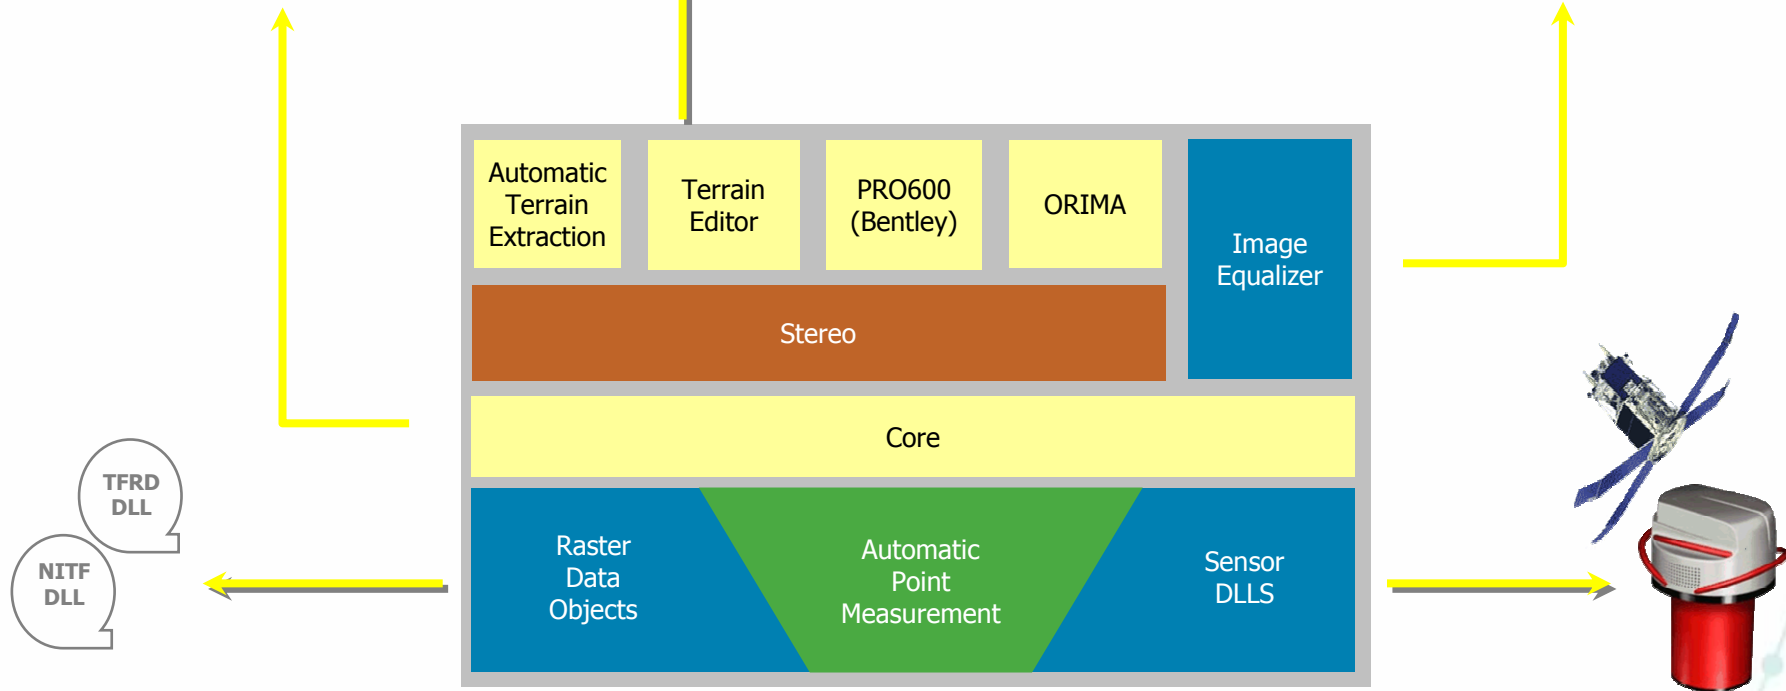 Automatic
Terrain
Extraction
Terrain
Editor
PRO600
(Bentley)
ORIMA
Image
Equalizer
Stereo
Core
TFRD
DLL
NITF
DLL
Raster
Data
Objects
Automatic
Point
Measurement
Sensor
DLLS